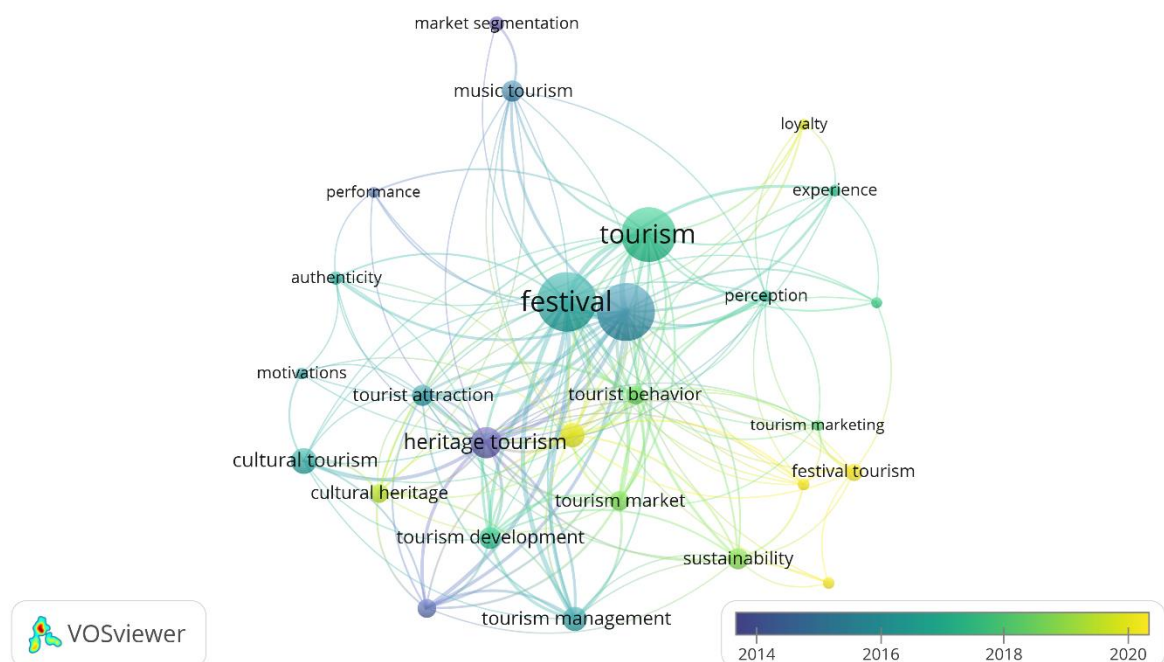 market segmentation
music tourism
loyalty
performance
experience
tourism
authenticity
festival
perception
motivations
tourist attraction
tourist behavior
tourism marketing
heritage tourism
cultural tourism
festival tourism
cultural heritage
tourism market
tourism development
sustainability
tourism management
VOSviewer
2014 2016 2018 2020